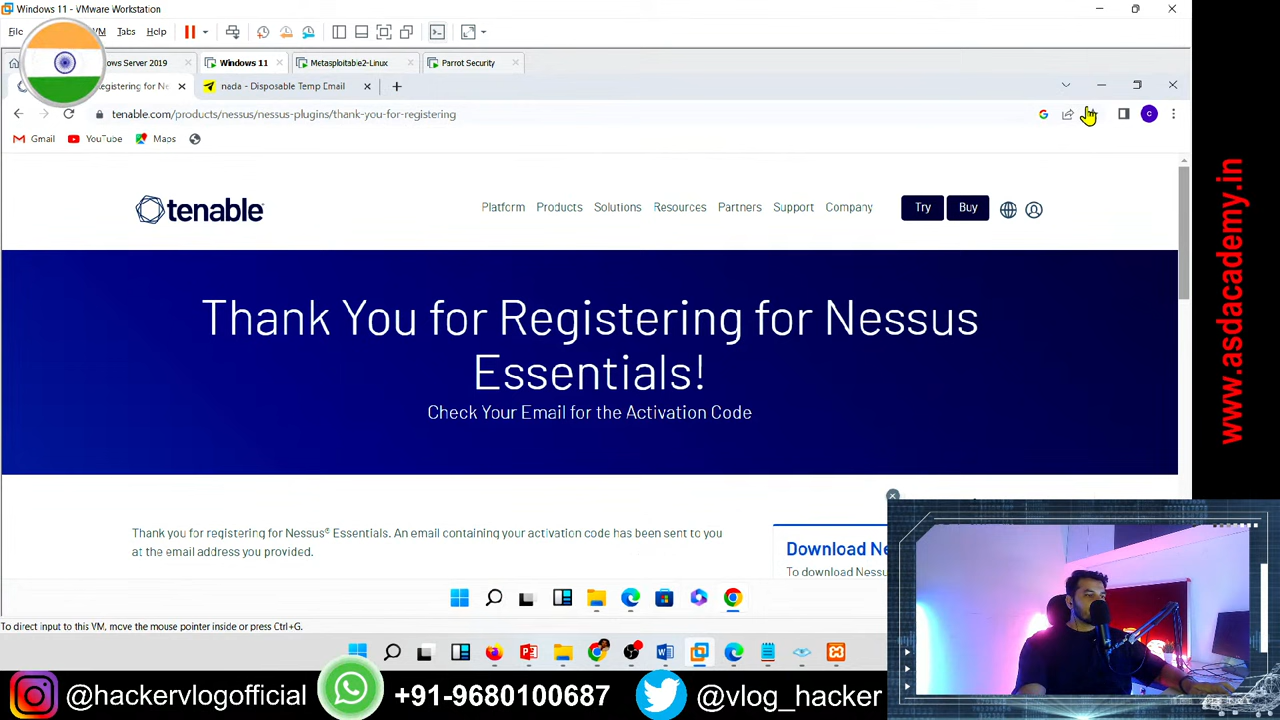 Windows 11 - VMware Workstation
File
VM
Tabs
Help
Windows 11
Metasploitable2-Linux
Parrot Security
nada - Disposable Temp Email
tenable.com/products/nessus/nessus-plugins/thank-you-for-registering
Gmail
YouTube
Maps
tenable
Platform Products Solutions Resources Partners Support Company
Try Buy
Thank You for Registering for Nessus
Essentials!
Check Your Email for the Activation Code
Thank you for registering for Nessus® Essentials. An email containing your activation code has been sent to you
at the email address you provided.
Download Ne
To download Nessu
To direct input to this VM, move the mouse pointer inside or press Ctrl+G.
@hackervlogofficial
+91-9680100687
@vlog_hacker
www.asdacademy.in